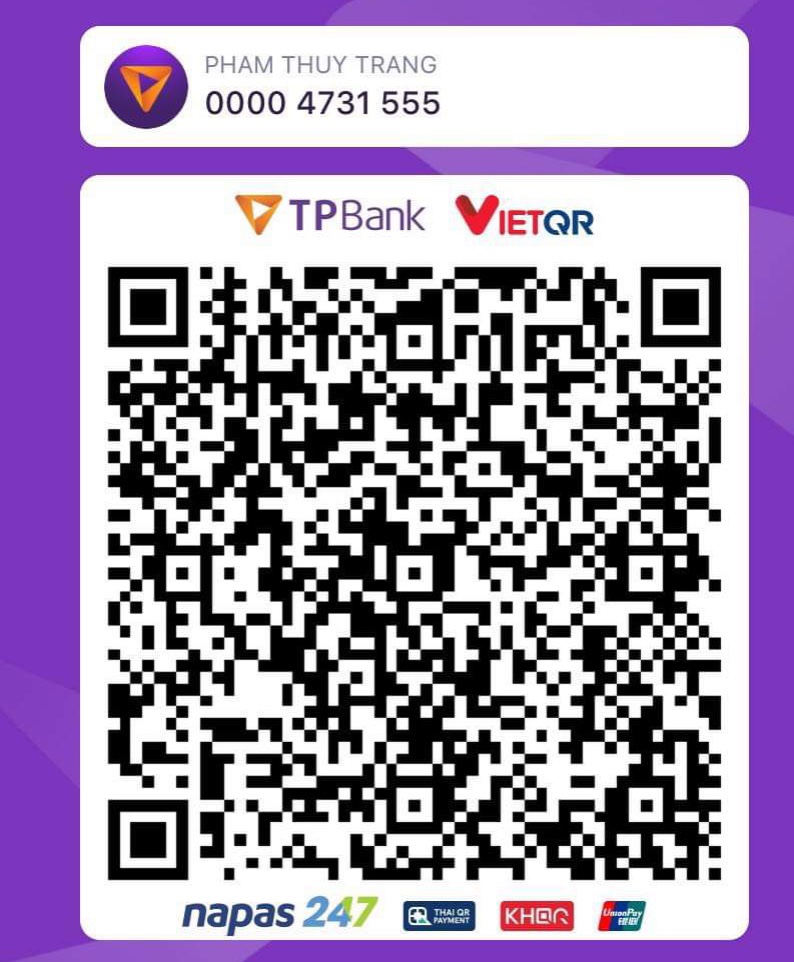 PHAM THUY TRANG
0000 4731 555
TPBank VIETQR
napas 247 THAI QR PAYMENT KHQR UnionPay 银联